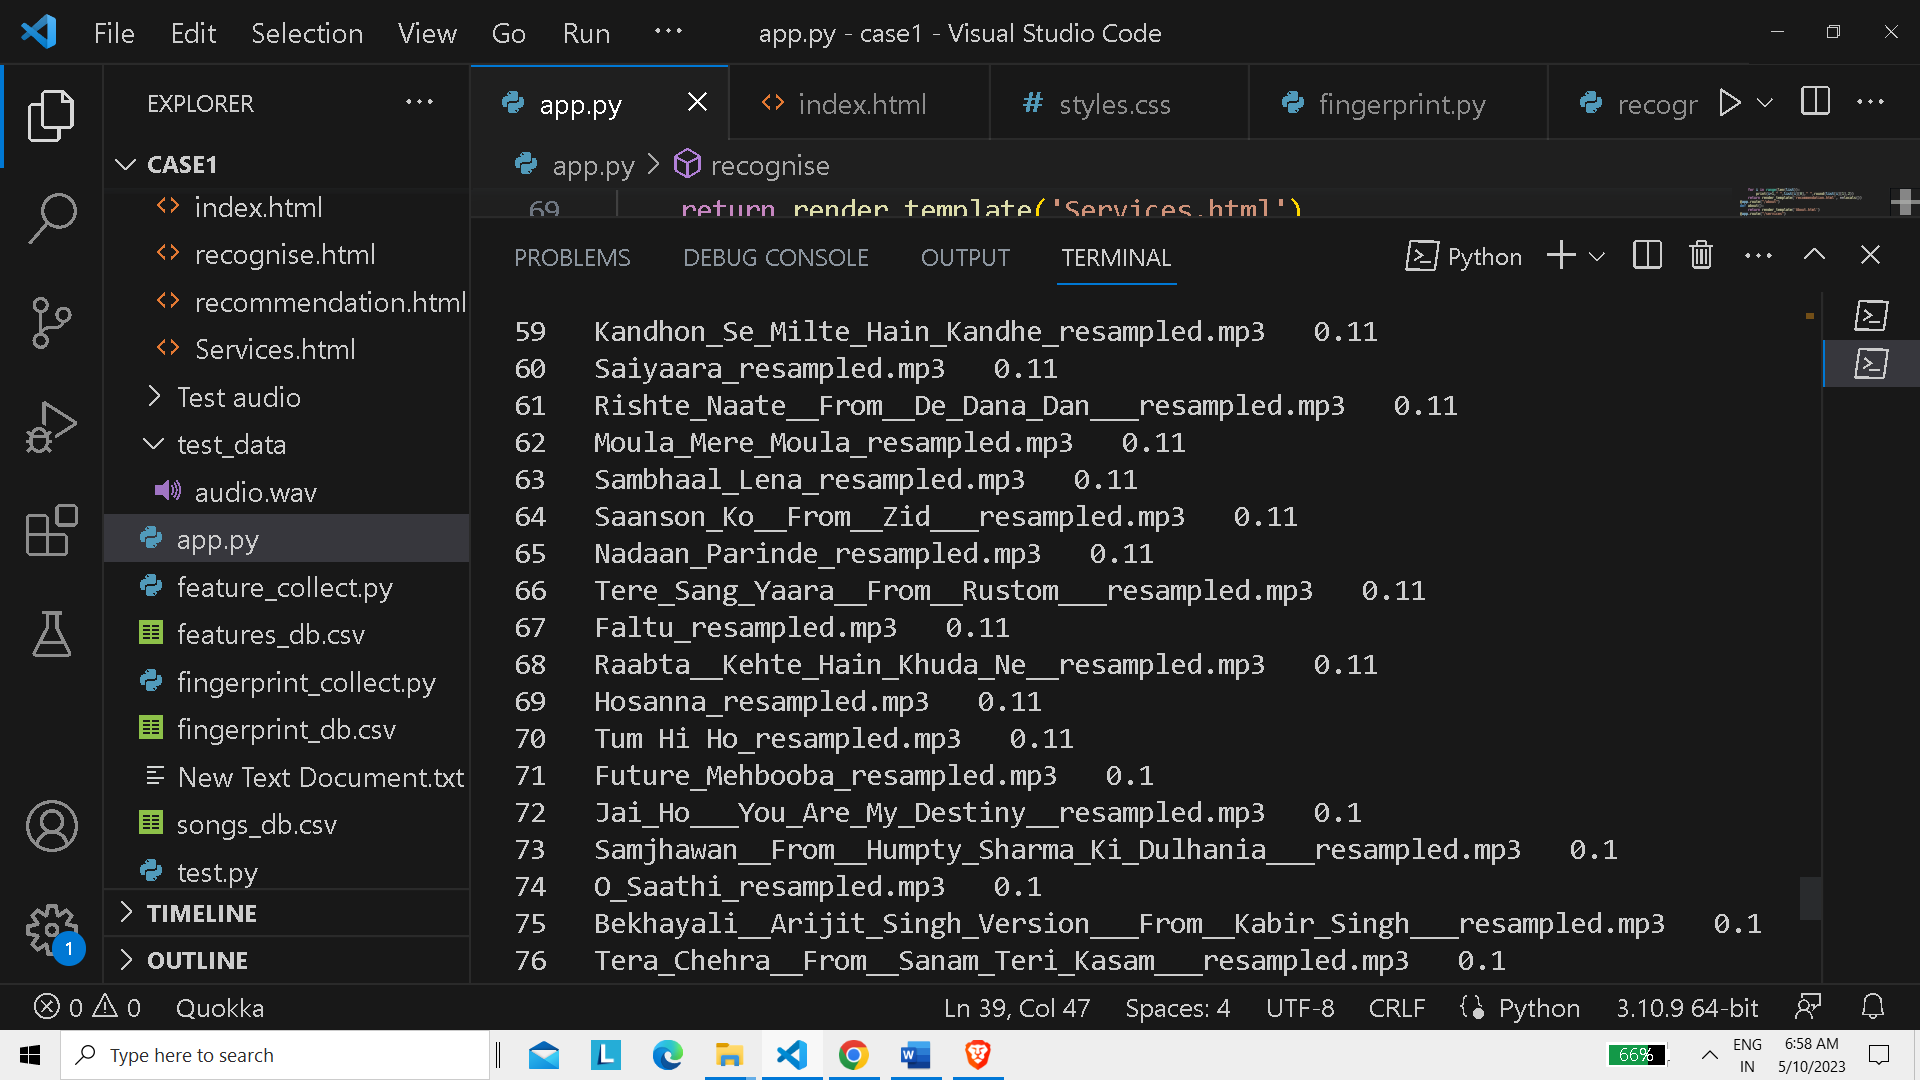 File Edit Selection View Go Run ··· app.py - case1 - Visual Studio Code
EXPLORER ···
CASE1
index.html
recognise.html
recommendation.html
Services.html
Test audio
test_data
audio.wav
app.py
feature_collect.py
features_db.csv
fingerprint_collect.py
fingerprint_db.csv
New Text Document.txt
songs_db.csv
test.py
TIMELINE
OUTLINE
1
app.py index.html # styles.css fingerprint.py recogr ···
app.py > recognise
69 return render_template('Services.html')
PROBLEMS DEBUG CONSOLE OUTPUT TERMINAL Python ···
59 Kandhon_Se_Milte_Hain_Kandhe_resampled.mp3 0.11
60 Saiyaara_resampled.mp3 0.11
61 Rishte_Naate__From__De_Dana_Dan___resampled.mp3 0.11
62 Moula_Mere_Moula_resampled.mp3 0.11
63 Sambhaal_Lena_resampled.mp3 0.11
64 Saanson_Ko__From__Zid___resampled.mp3 0.11
65 Nadaan_Parinde_resampled.mp3 0.11
66 Tere_Sang_Yaara__From__Rustom___resampled.mp3 0.11
67 Faltu_resampled.mp3 0.11
68 Raabta__Kehte_Hain_Khuda_Ne__resampled.mp3 0.11
69 Hosanna_resampled.mp3 0.11
70 Tum Hi Ho_resampled.mp3 0.11
71 Future_Mehbooba_resampled.mp3 0.1
72 Jai_Ho___You_Are_My_Destiny__resampled.mp3 0.1
73 Samjhawan__From__Humpty_Sharma_Ki_Dulhania___resampled.mp3 0.1
74 O_Saathi_resampled.mp3 0.1
75 Bekhayali__Arijit_Singh_Version___From__Kabir_Singh___resampled.mp3 0.1
76 Tera_Chehra__From__Sanam_Teri_Kasam___resampled.mp3 0.1
0 0 Quokka Ln 39, Col 47 Spaces: 4 UTF-8 CRLF Python 3.10.9 64-bit
Type here to search 66% ENG IN 6:58 AM 5/10/2023